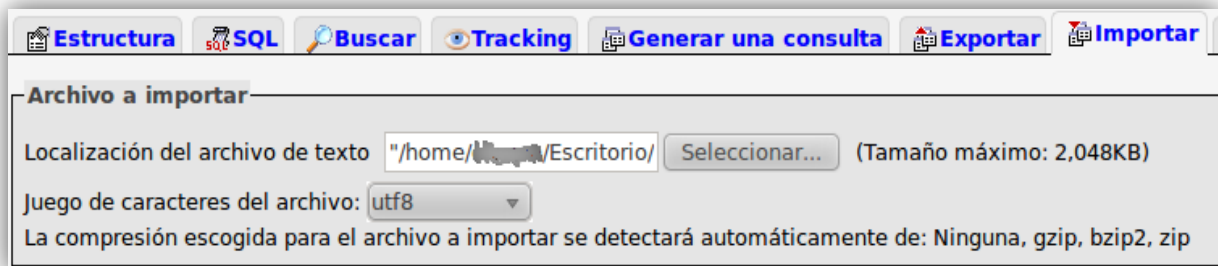 Estructura SQL Buscar Tracking Generar una consulta Exportar Importar
Archivo a importar
Localización del archivo de texto "/home/ /Escritorio/ Seleccionar... (Tamaño máximo: 2,048KB)
Juego de caracteres del archivo: utf8
La compresión escogida para el archivo a importar se detectará automáticamente de: Ninguna, gzip, bzip2, zip